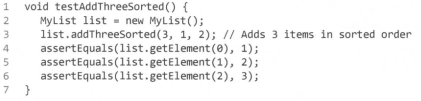 1 void testAddThreeSorted() {
2 MyList list = new MyList();
3 list.addThreeSorted(3, 1, 2); // Adds 3 items in sorted order
4 assertEquals(list.getElement(0), 1);
5 assertEquals(list.getElement(1), 2);
6 assertEquals(list.getElement(2), 3);
7 }